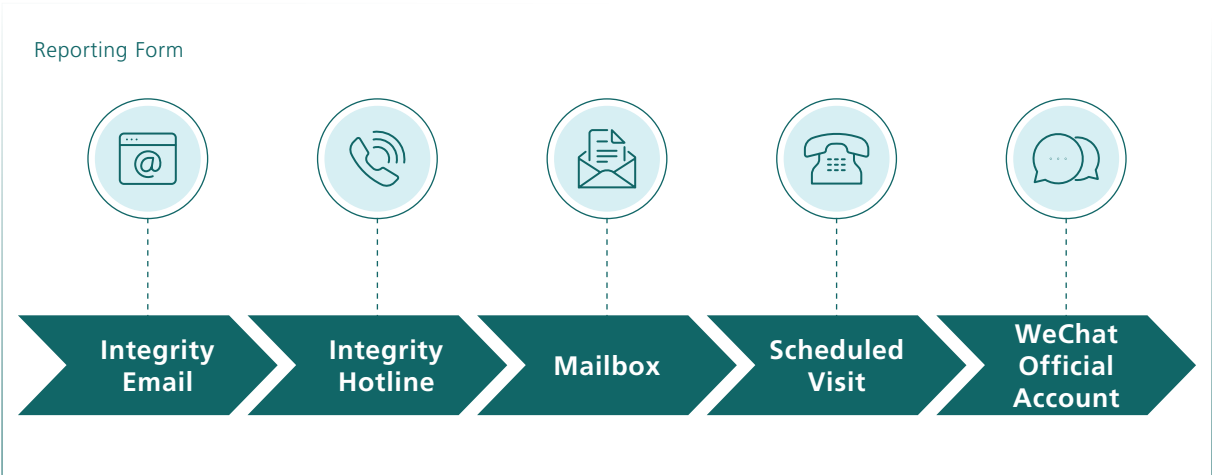 Reporting Form
@
Integrity
Email
Integrity
Hotline
Mailbox
Scheduled
Visit
WeChat
Official
Account